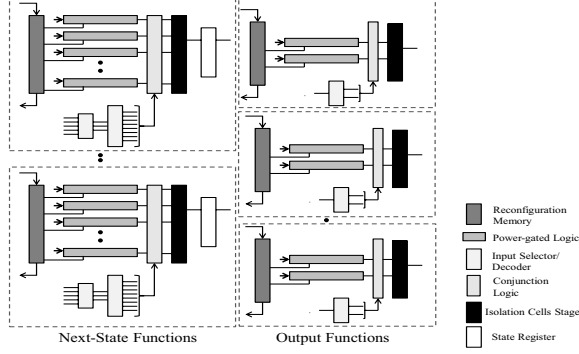 Reconfiguration
Memory
Power-gated Logic
Input Selector/
Decoder
Conjunction
Logic
Isolation Cells Stage
State Register
Next-State Functions
Output Functions